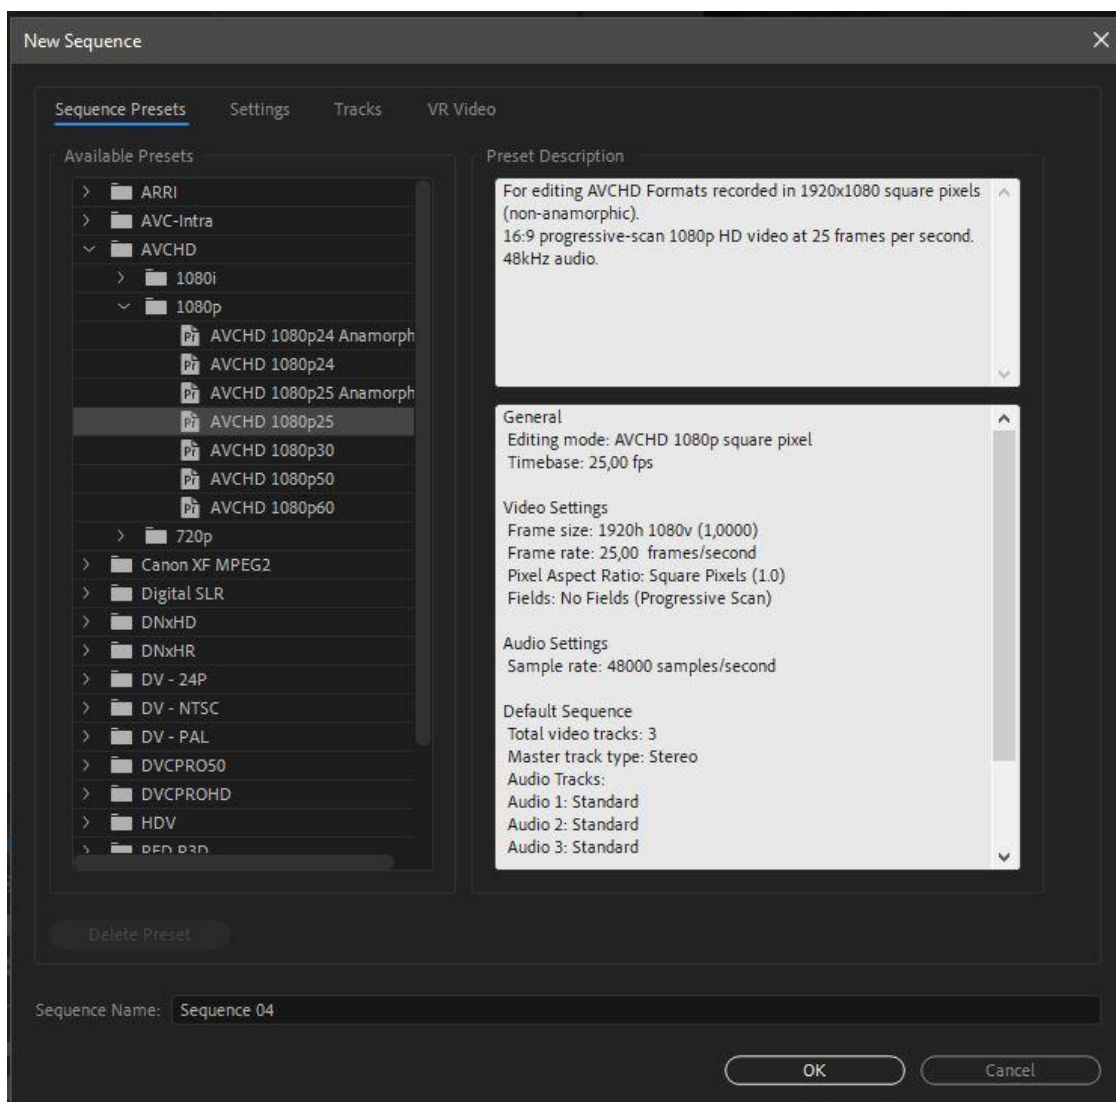 New Sequence
Sequence Presets Settings Tracks VR Video
Available Presets
ARRI
AVC-Intra
AVCHD
1080i
1080p
AVCHD 1080p24 Anamorph
AVCHD 1080p24
AVCHD 1080p25 Anamorph
AVCHD 1080p25
AVCHD 1080p30
AVCHD 1080p50
AVCHD 1080p60
720p
Canon XF MPEG2
Digital SLR
DNxHD
DNxHR
DV - 24P
DV - NTSC
DV - PAL
DVCPRO50
DVCPROHD
HDV
RED R3D
Delete Preset
Preset Description
For editing AVCHD Formats recorded in 1920x1080 square pixels
(non-anamorphic).
16:9 progressive-scan 1080p HD video at 25 frames per second.
48kHz audio.
General
Editing mode: AVCHD 1080p square pixel
Timebase: 25,00 fps
Video Settings
Frame size: 1920h 1080v (1,0000)
Frame rate: 25,00 frames/second
Pixel Aspect Ratio: Square Pixels (1.0)
Fields: No Fields (Progressive Scan)
Audio Settings
Sample rate: 48000 samples/second
Default Sequence
Total video tracks: 3
Master track type: Stereo
Audio Tracks:
Audio 1: Standard
Audio 2: Standard
Audio 3: Standard
Sequence Name: Sequence 04
OK Cancel